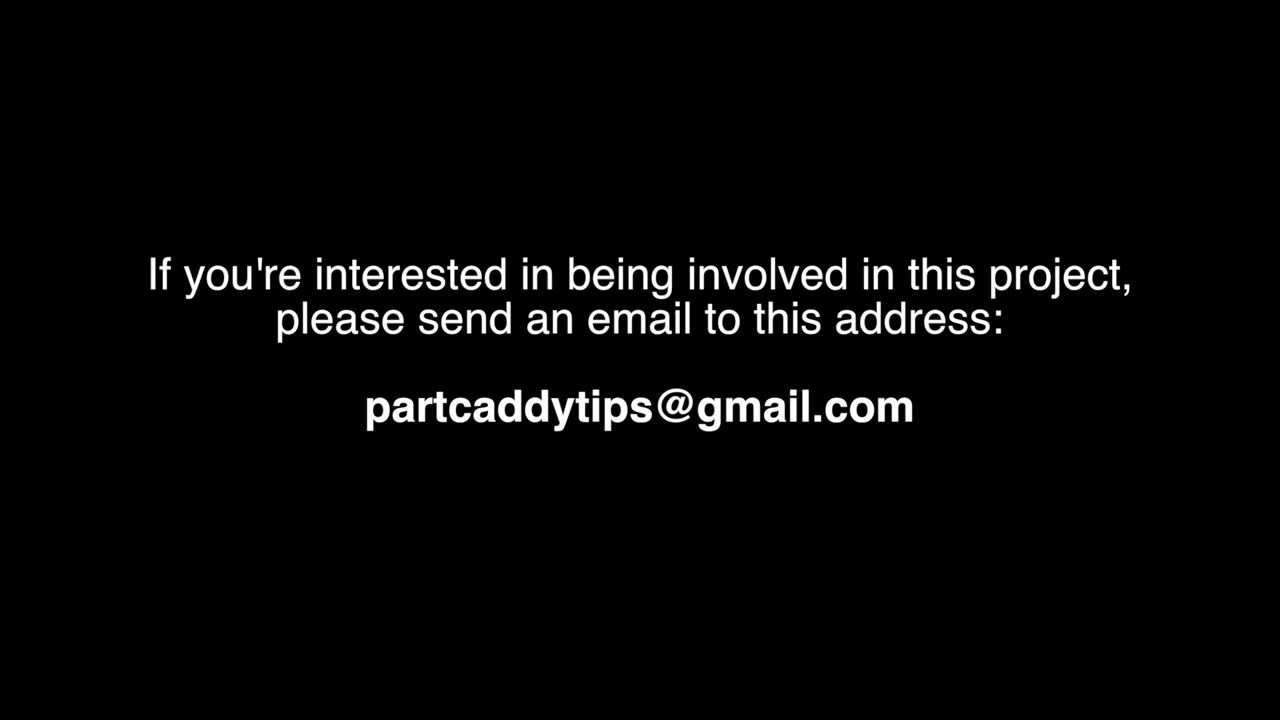 If you're interested in being involved in this project,
please send an email to this address:
partcaddytips@gmail.com